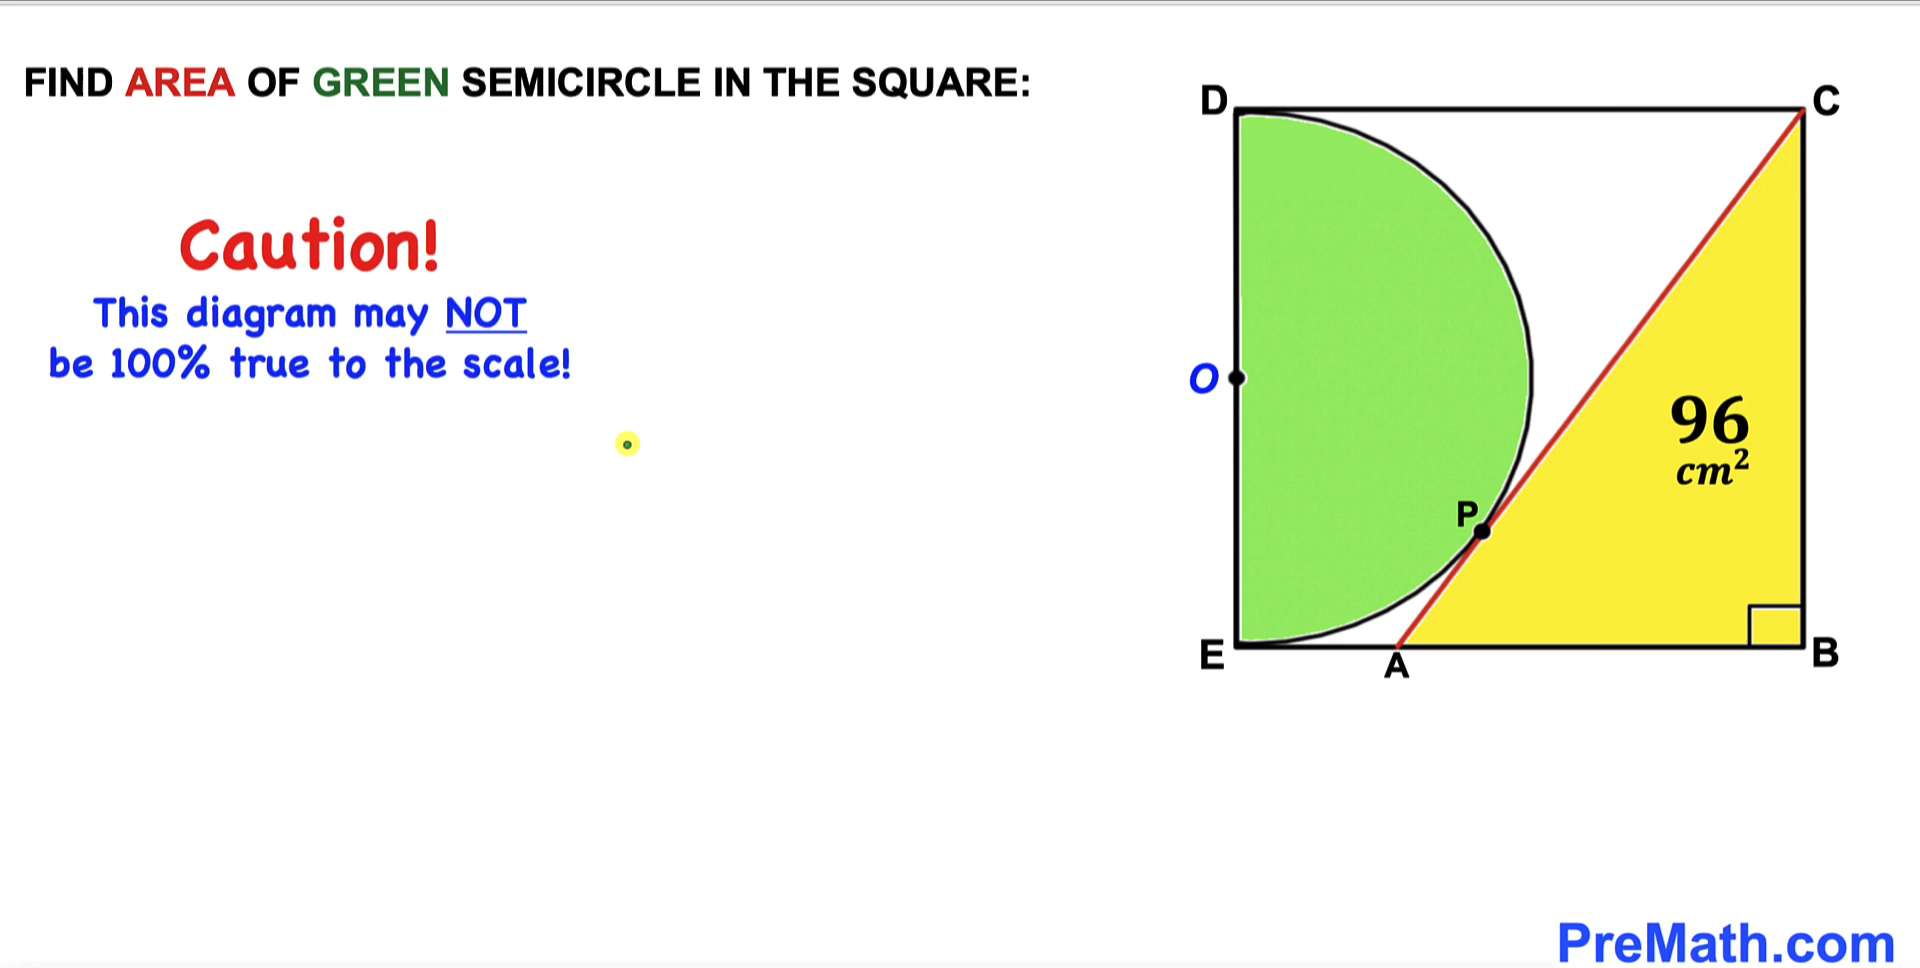 FIND AREA OF GREEN SEMICIRCLE IN THE SQUARE:
Caution!
This diagram may NOT
be 100% true to the scale!
D
C
O
96
cm²
P
E
A
B
PreMath.com